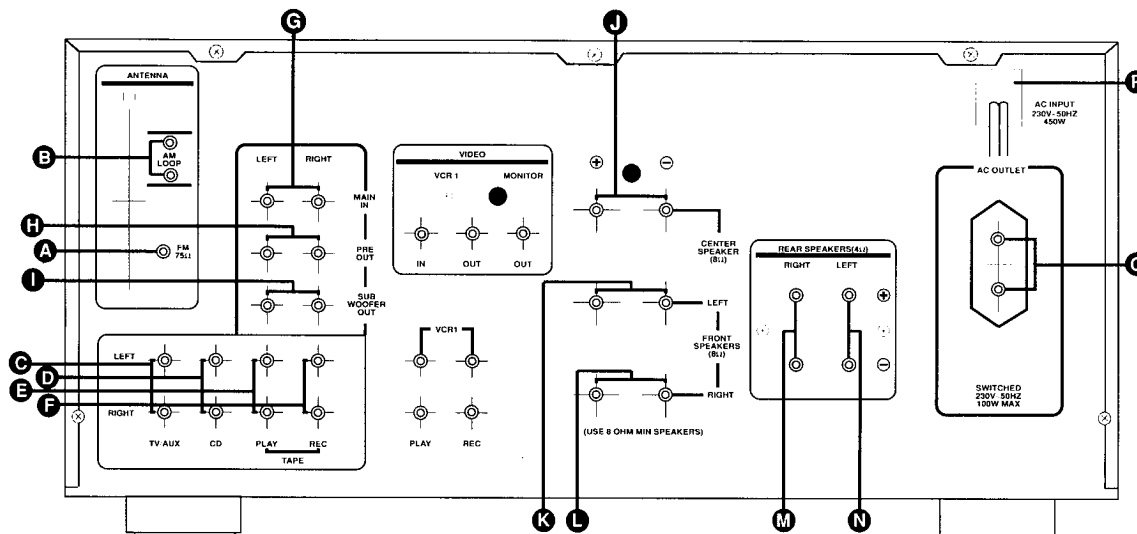 G
J
ANTENNA
P
AC INPUT
230V~50HZ
450W
B
AM
LOOP
LEFT RIGHT
VIDEO
VCR 1 MONITOR
+ −
AC OUTLET
MAIN
IN
H
A
FM
75Ω
PRE
OUT
IN OUT OUT
CENTER
SPEAKER
(8Ω)
REAR SPEAKERS(4Ω)
RIGHT LEFT
I
SUB
WOOFER
OUT
K
LEFT
FRONT
SPEAKERS
(8Ω)
RIGHT
+
−
VCR1
C
D
E
F
LEFT
RIGHT
TV·AUX CD PLAY REC
TAPE
PLAY REC
(USE 8 OHM MIN SPEAKERS)
SWITCHED
230V~50HZ
100W MAX
L
M
N